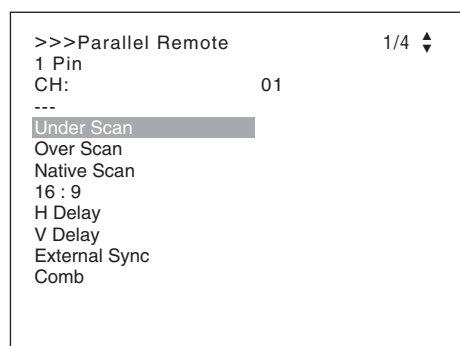 >>>Parallel Remote 1/4
1 Pin
CH: 01
---
Under Scan
Over Scan
Native Scan
16 : 9
H Delay
V Delay
External Sync
Comb